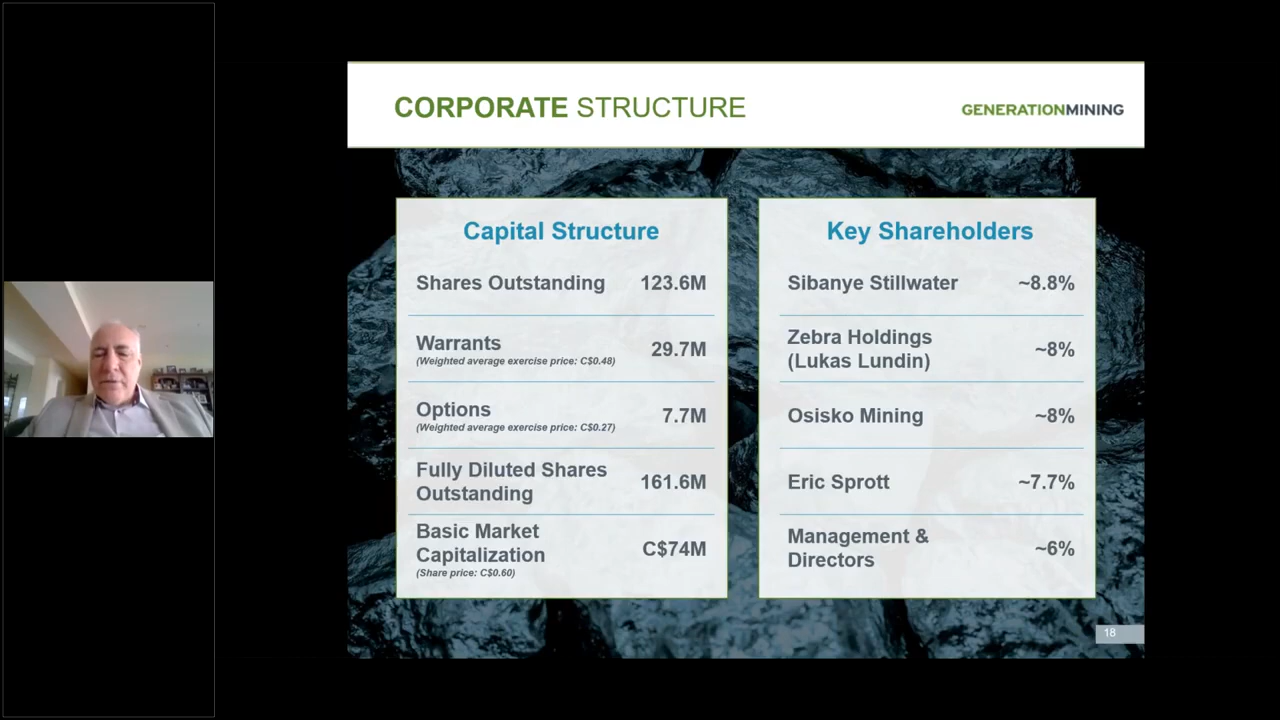 CORPORATE STRUCTURE
GENERATIONMINING
Capital Structure
Shares Outstanding 123.6M
Warrants
(Weighted average exercise price: C$0.48)
29.7M
Options
(Weighted average exercise price: C$0.27)
7.7M
Fully Diluted Shares
Outstanding
161.6M
Basic Market
Capitalization
(Share price: C$0.60)
C$74M
Key Shareholders
Sibanye Stillwater ~8.8%
Zebra Holdings
(Lukas Lundin)
~8%
Osisko Mining ~8%
Eric Sprott ~7.7%
Management &
Directors
~6%
18